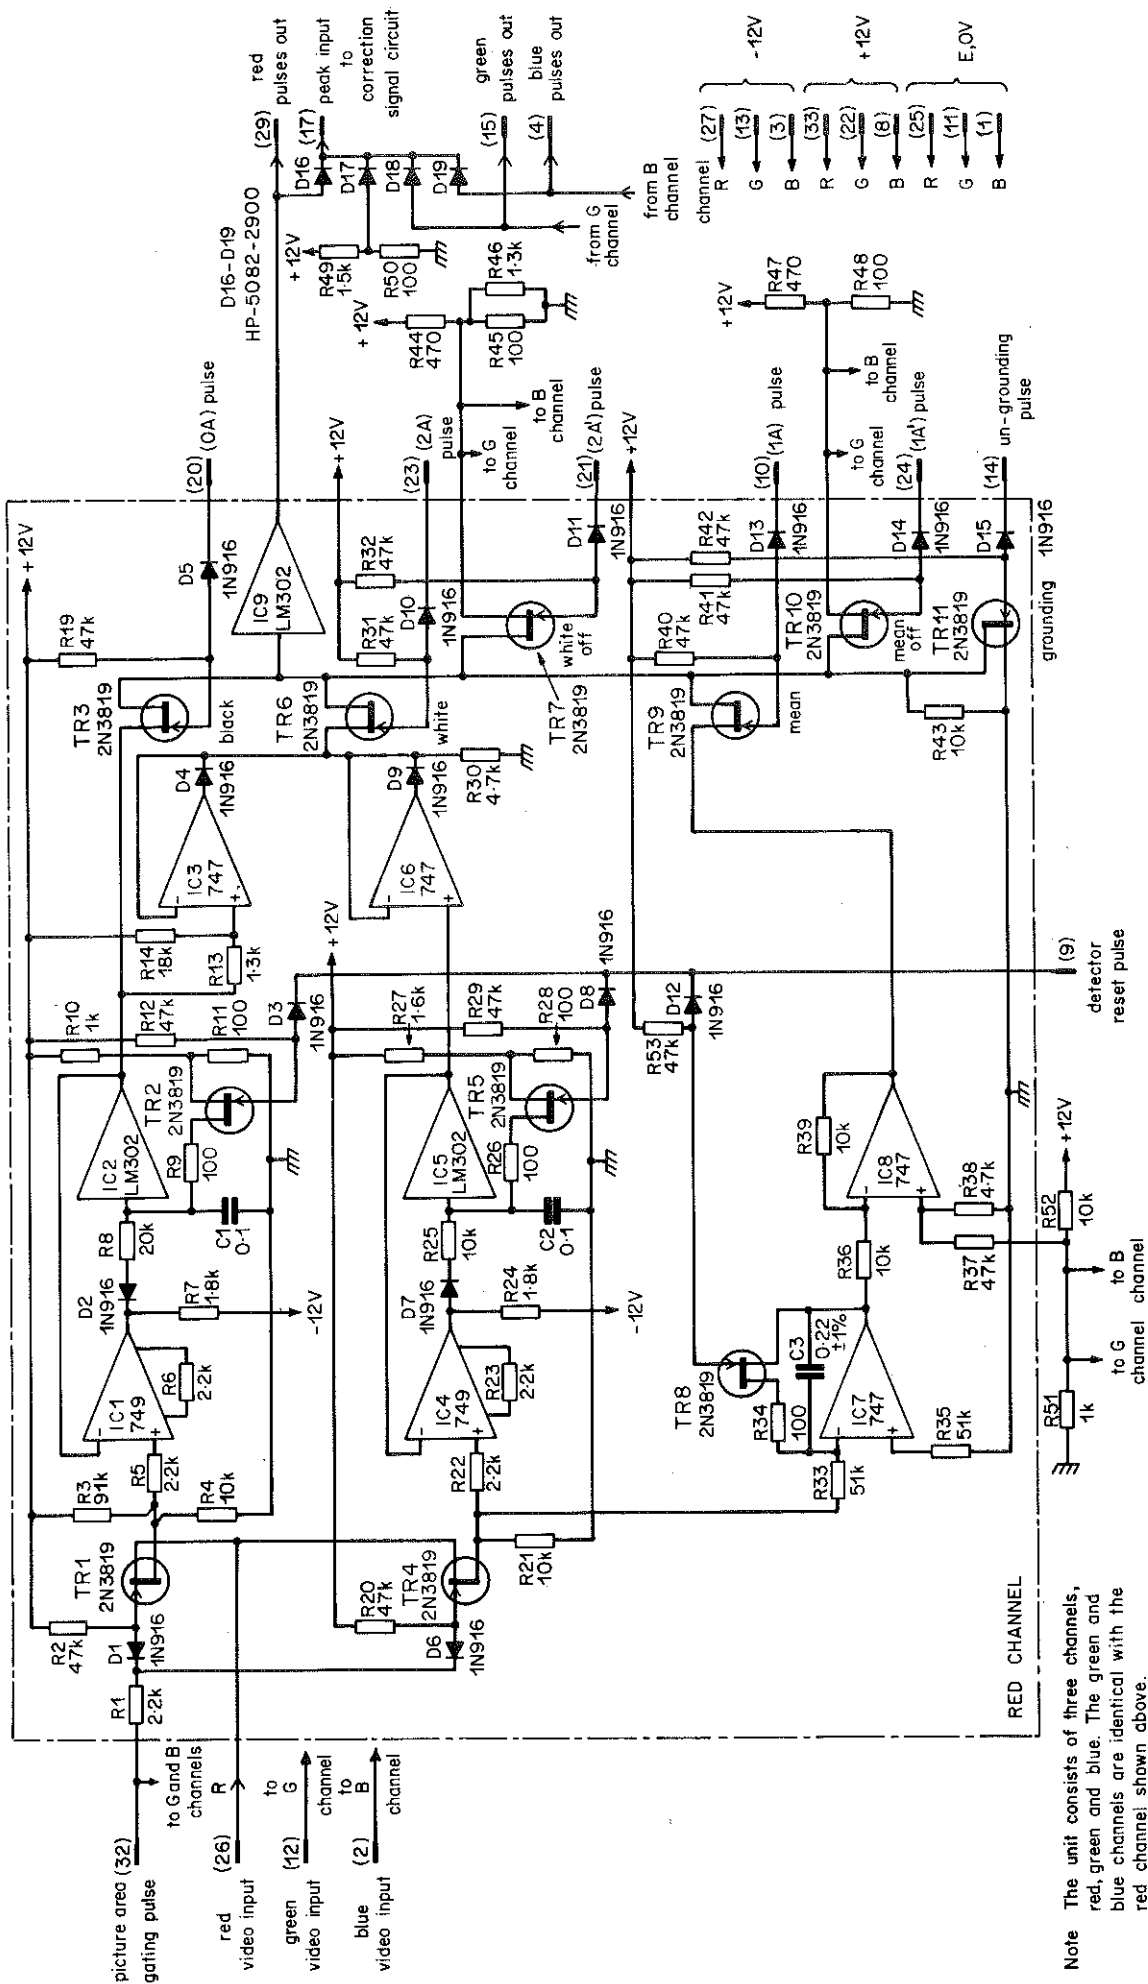 picture area (32)
gating pulse
to G and B
channels
red (26) R
video input
green (12) to G channel
video input
blue (2) to B channel
video input
R1
2·2k
R2
47k
D1
1N916
TR1
2N3819
R3
91k
R4
10k
R5
2·2k
IC1
749
-
+
R6
2·2k
R7
1·8k
-12V
D2
1N916
R8
20k
C1
0·1
R9
100
IC2
LM302
TR2
2N3819
R10
1k
R12
47k
R11
100
D3
1N916
R14
18k
R13
1·3k
IC3
747
-
+
D4
1N916
TR3
2N3819
black
R19
47k
+12V
D5
1N916
(20) (0A) pulse
IC9
LM302
D16-D19
HP-5082-2900
(29) red
pulses out
(17) peak input
to
correction
signal circuit
D16
D17
D18
D19
(15) green
pulses out
(4) blue
pulses out
from G
channel
from B
channel
+12V
R49
1·5k
R50
100
+12V
R44
470
R45
100
R46
1·3k
R20
47k
D6
1N916
TR4
2N3819
R21
10k
R22
2·2k
IC4
749
-
+
R23
2·2k
R24
1·8k
-12V
D7
1N916
R25
10k
C2
0·1
R26
100
IC5
LM302
TR5
2N3819
+12V
R27
1·6k
R29
47k
R28
100
D8
1N916
IC6
747
-
+
D9
1N916
R30
4·7k
TR6
2N3819
white
R31
47k
R32
47k
+12V
D10
1N916
(23) (2A)
pulse
to G
channel
to B
channel
TR7
2N3819
white
off
D11
1N916
(21) (2A') pulse
R33
51k
R34
100
TR8
2N3819
C3
0·22
±1%
IC7
747
-
+
R35
51k
R36
10k
R53
47k
D12
1N916
R39
10k
IC8
747
-
+
R37
47k
R38
4·7k
(9)
detector
reset pulse
TR9
2N3819
mean
R40
47k
R41
47k
R42
47k
+12V
D13
1N916
(10) (1A) pulse
TR10
2N3819
mean
off
D14
1N916
(24) (1A') pulse
to G
channel
to B
channel
+12V
R47
470
R48
100
R43
10k
TR11
2N3819
grounding
D15
1N916
(14) un-grounding
pulse
channel
R (27)
G (13)
B (3)
-12V
R (33)
G (22)
B (8)
+12V
R (25)
G (11)
B (1)
E,0V
RED CHANNEL
R51
1k
to G
channel
to B
channel
R52
10k
+12V
Note The unit consists of three channels,
red, green and blue. The green and
blue channels are identical with the
red channel shown above.